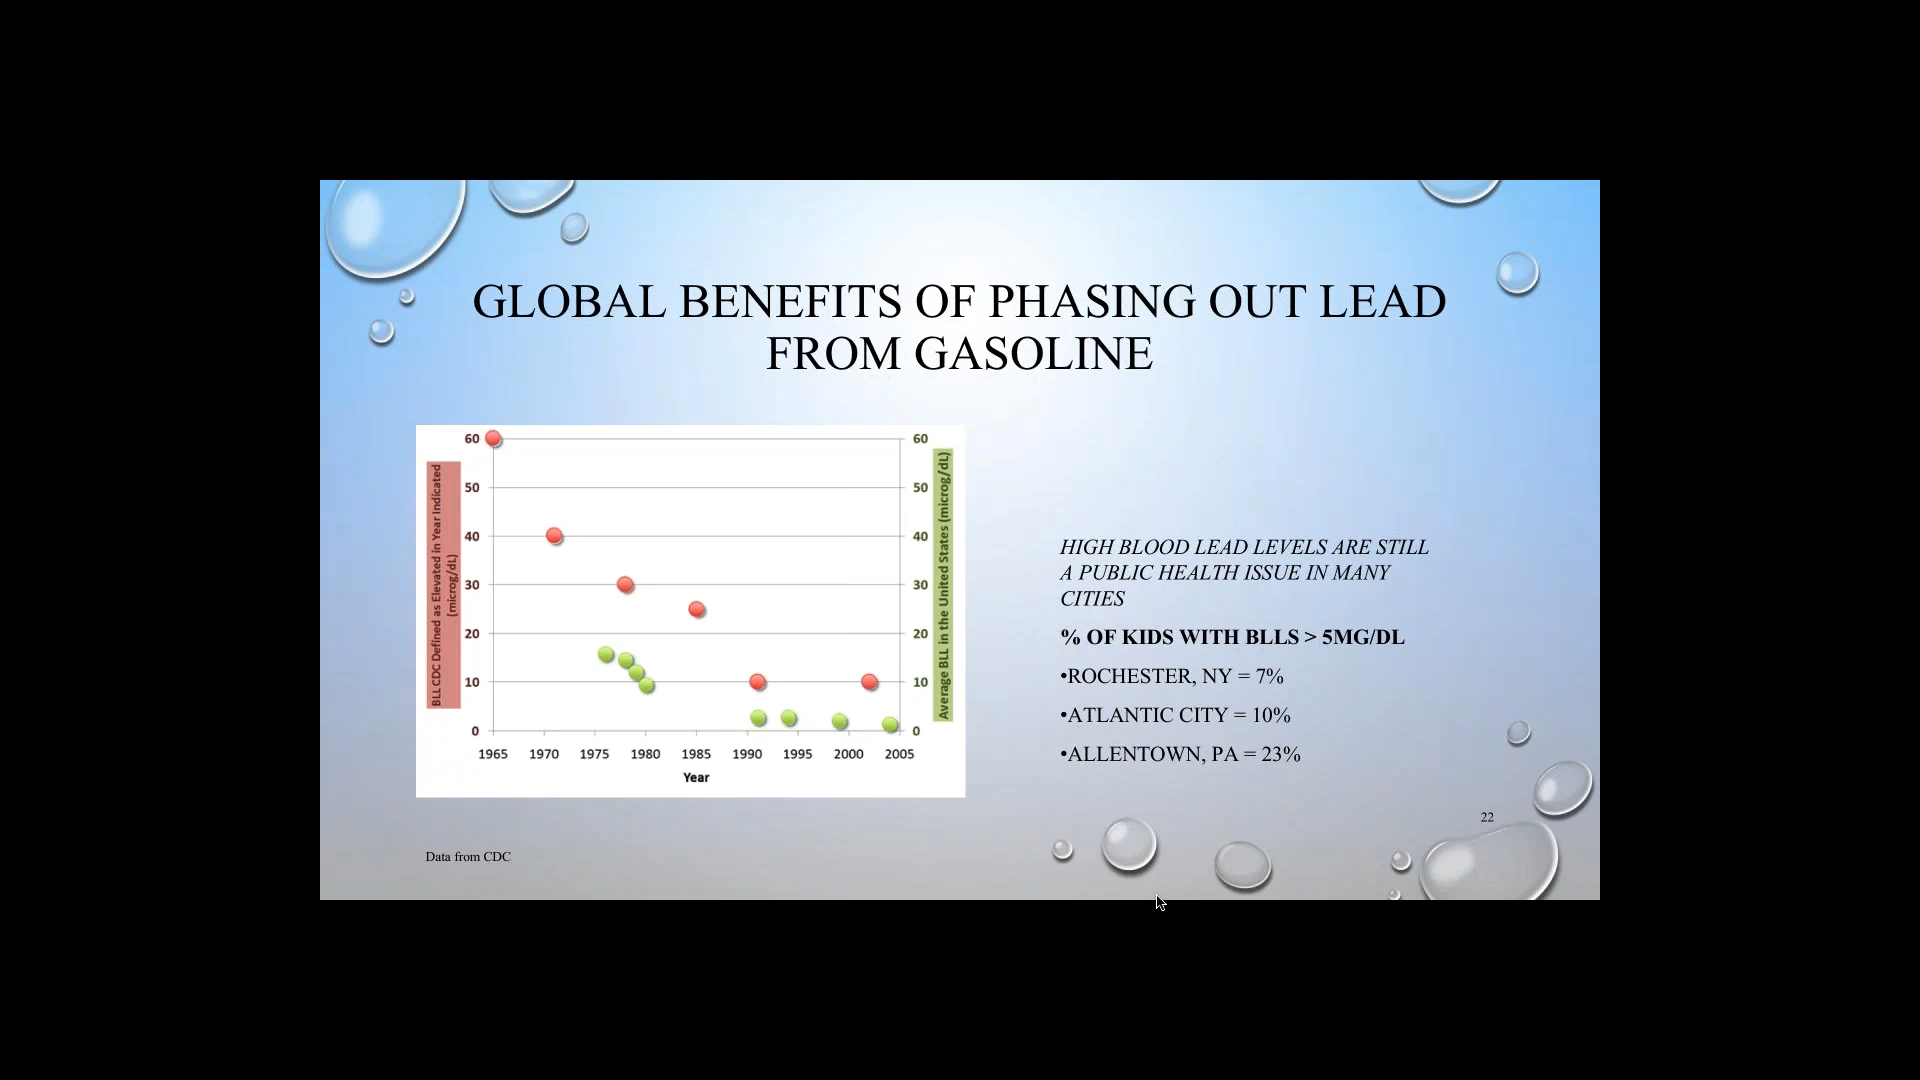 GLOBAL BENEFITS OF PHASING OUT LEAD
FROM GASOLINE
BLL CDC Defined as Elevated in Year Indicated
(microg/dL)
60
50
40
30
20
10
0
60
50
40
30
20
10
0
Average BLL in the United States (microg/dL)
1965 1970 1975 1980 1985 1990 1995 2000 2005
Year
HIGH BLOOD LEAD LEVELS ARE STILL
A PUBLIC HEALTH ISSUE IN MANY
CITIES
% OF KIDS WITH BLLS > 5MG/DL
•ROCHESTER, NY = 7%
•ATLANTIC CITY = 10%
•ALLENTOWN, PA = 23%
22
Data from CDC